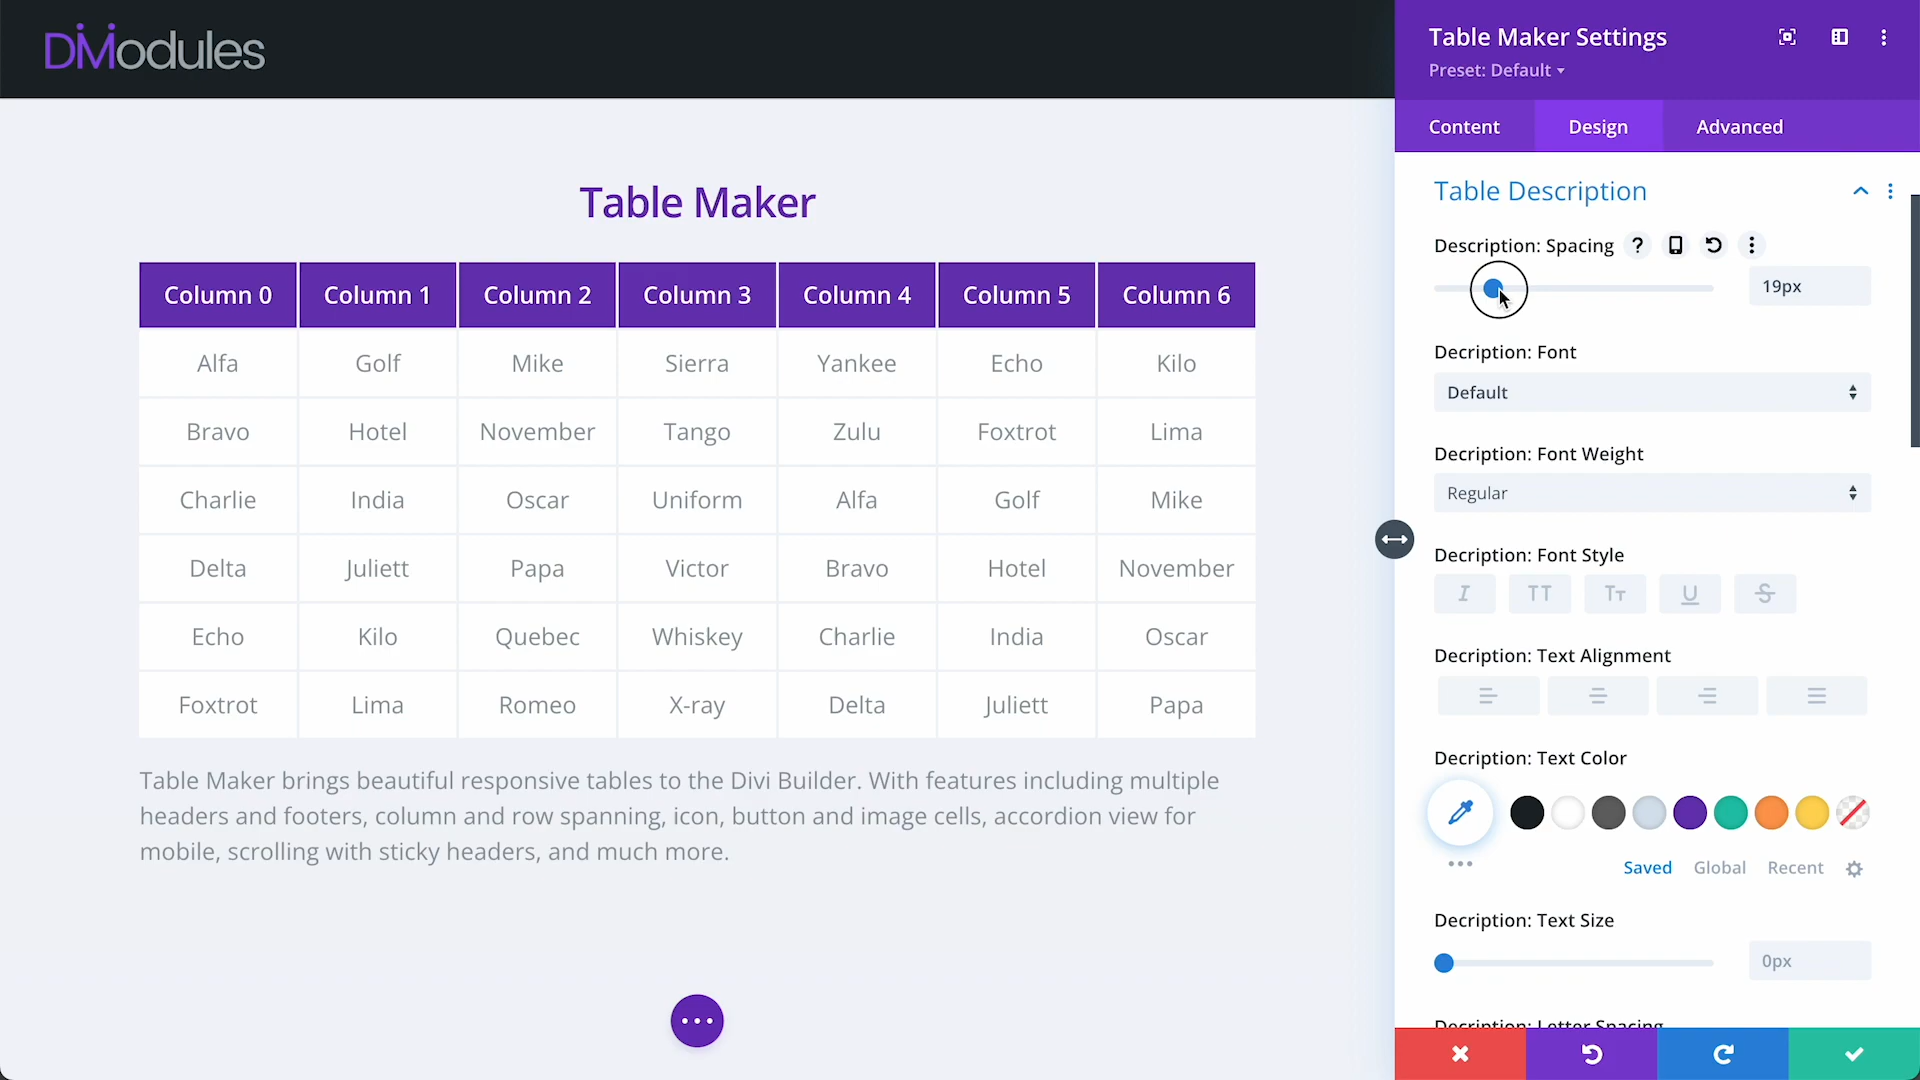 DiModules
Table Maker
Column 0 Column 1 Column 2 Column 3 Column 4 Column 5 Column 6
Alfa Golf Mike Sierra Yankee Echo Kilo
Bravo Hotel November Tango Zulu Foxtrot Lima
Charlie India Oscar Uniform Alfa Golf Mike
Delta Juliett Papa Victor Bravo Hotel November
Echo Kilo Quebec Whiskey Charlie India Oscar
Foxtrot Lima Romeo X-ray Delta Juliett Papa
Table Maker brings beautiful responsive tables to the Divi Builder. With features including multiple
headers and footers, column and row spanning, icon, button and image cells, accordion view for
mobile, scrolling with sticky headers, and much more.
Table Maker Settings
Preset: Default
Content Design Advanced
Table Description
Description: Spacing ?
19px
Decription: Font
Default
Decription: Font Weight
Regular
Decription: Font Style
I TT Tт U S
Decription: Text Alignment
Decription: Text Color
Saved Global Recent
Decription: Text Size
0px
Decription: Letter Spacing